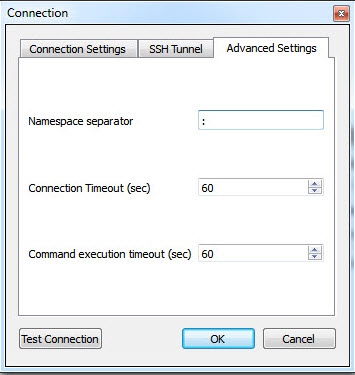 Connection
Connection Settings SSH Tunnel Advanced Settings
Namespace separator :
Connection Timeout (sec) 60
Command execution timeout (sec) 60
Test Connection OK Cancel